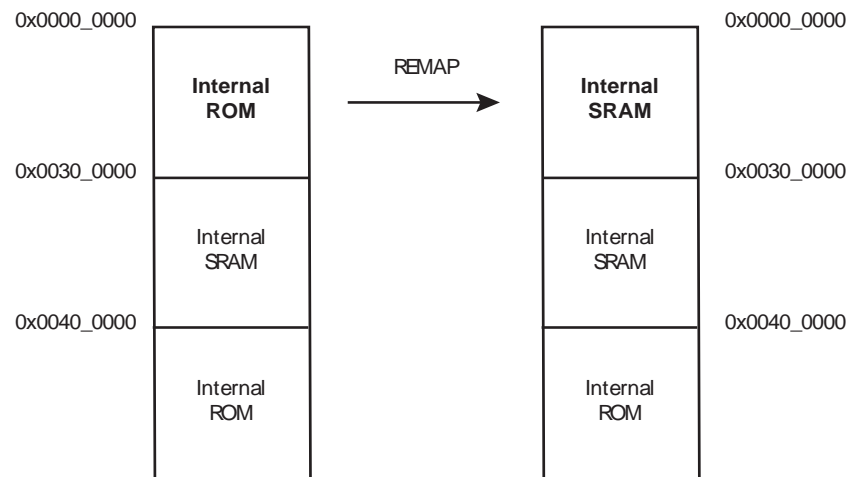 0x0000_0000
0x0000_0000
REMAP
Internal
ROM
Internal
SRAM
0x0030_0000
0x0030_0000
Internal
SRAM
Internal
SRAM
0x0040_0000
0x0040_0000
Internal
ROM
Internal
ROM